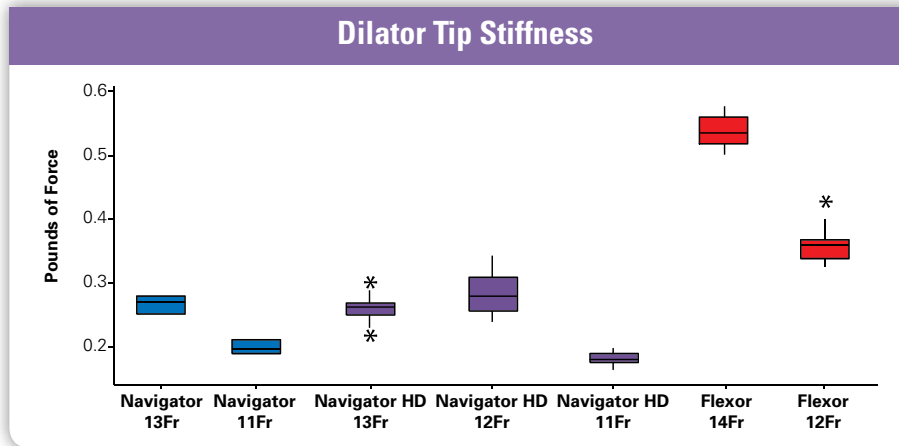 Dilator Tip Stiffness
Pounds of Force
0.6
0.5
0.4
0.3
0.2
*
*
*
Navigator 13Fr
Navigator 11Fr
Navigator HD 13Fr
Navigator HD 12Fr
Navigator HD 11Fr
Flexor 14Fr
Flexor 12Fr